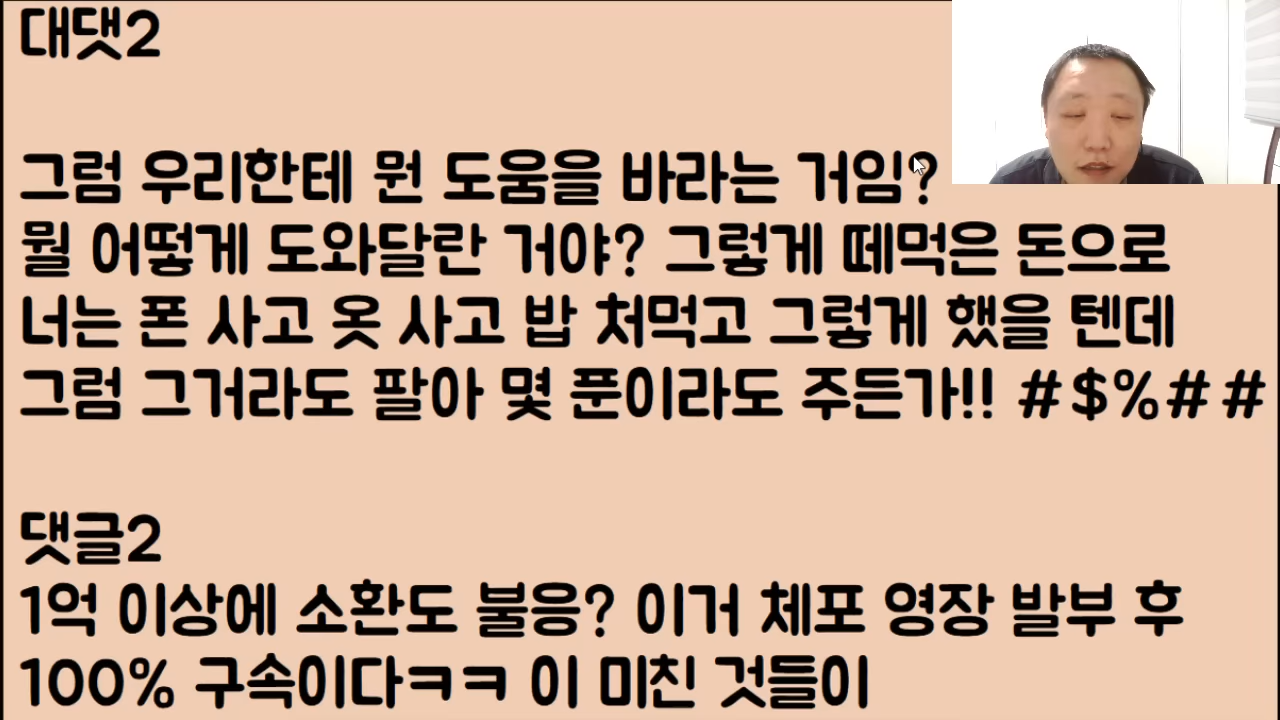 대댓2
그럼 우리한테 뭔 도움을 바라는 거임?
뭘 어떻게 도와달란 거야? 그렇게 떼먹은 돈으로
너는 폰 사고 옷 사고 밥 처먹고 그렇게 했을 텐데
그럼 그거라도 팔아 몇 푼이라도 주든가!! #$%##
댓글2
1억 이상에 소환도 불응? 이거 체포 영장 발부 후
100% 구속이다ㅋㅋ 이 미친 것들이